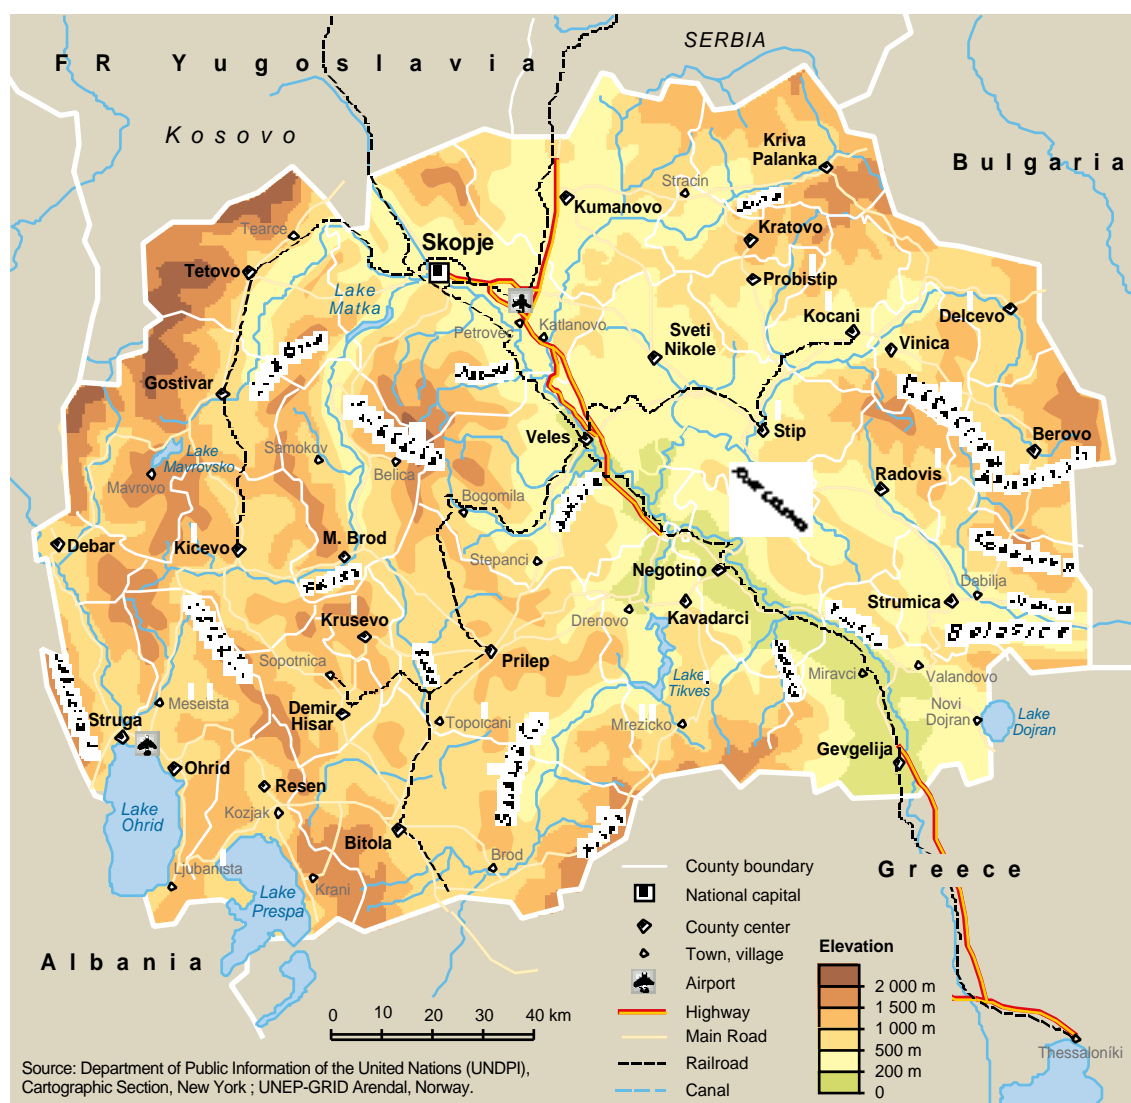 SERBIA
FR Yugoslavia
Kosovo
Kriva
Palanka
Bulgaria
Stracin
Kumanovo
Kratovo
Tearce
Skopje
Tetovo
Probistip
Lake
Matka
Kocani
Delcevo
Petrovec
Katlanovo
Sveti
Nikole
Vinica
Gostivar
Veles
Stip
Berovo
Samokov
Lake
Mavrovsko
Belica
Mavrovo
Radovis
Bogomila
Debar
Kicevo
M. Brod
Stepanci
Negotino
Dabilja
Strumica
Drenovo
Kavadarci
Krusevo
Belasica
Sopotnica
Prilep
Lake
Tikves
Miravci
Valandovo
Meseista
Struga
Demir
Hisar
Topolcani
Mrezicko
Novi
Dojran
Lake
Dojran
Ohrid
Gevgelija
Resen
Lake
Ohrid
Kozjak
Bitola
Brod
Greece
Ljubanista
Krani
Lake
Prespa
Albania
County boundary
National capital
County center
Town, village
Airport
Highway
Main Road
Railroad
Canal
Elevation
2 000 m
1 500 m
1 000 m
500 m
200 m
0
0 10 20 30 40 km
Thessaloníki
Source: Department of Public Information of the United Nations (UNDPI),
Cartographic Section, New York ; UNEP-GRID Arendal, Norway.